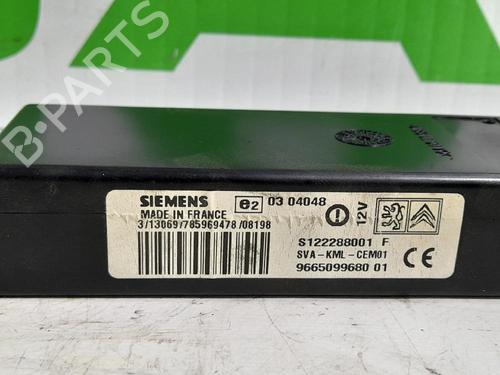 SIEMENS
MADE IN FRANCE
3/13069/785969478/08198
e2
03 04048
12V
S122288001 F
SVA-KML-CEM01
9665099680 01
CE
B-PARTS